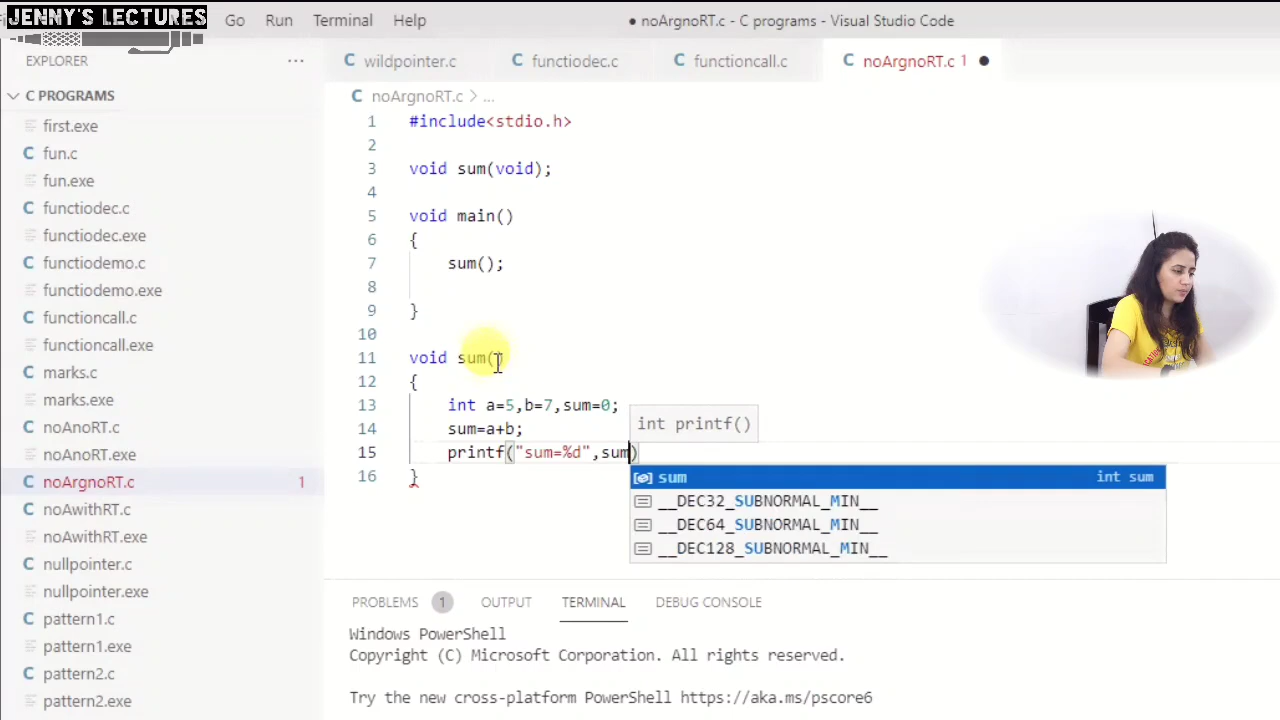 JENNY'S LECTURES
Go Run Terminal Help
● noArgnoRT.c - C programs - Visual Studio Code
EXPLORER ...
C wildpointer.c C functiodec.c C functioncall.c C noArgnoRT.c 1 ●
C PROGRAMS
C noArgnoRT.c > ...
first.exe
C fun.c
fun.exe
C functiodec.c
functiodec.exe
C functiodemo.c
functiodemo.exe
C functioncall.c
functioncall.exe
C marks.c
marks.exe
C noAnoRT.c
noAnoRT.exe
C noArgnoRT.c 1
C noAwithRT.c
noAwithRT.exe
C nullpointer.c
nullpointer.exe
C pattern1.c
pattern1.exe
C pattern2.c
pattern2.exe
1 #include<stdio.h>
2
3 void sum(void);
4
5 void main()
6 {
7 sum();
8
9 }
10
11 void sum()
12 {
13 int a=5,b=7,sum=0;
14 sum=a+b;
15 printf("sum=%d",sum)
16 }
int printf()
sum int sum
__DEC32_SUBNORMAL_MIN__
__DEC64_SUBNORMAL_MIN__
__DEC128_SUBNORMAL_MIN__
PROBLEMS 1 OUTPUT TERMINAL DEBUG CONSOLE
Windows PowerShell
Copyright (C) Microsoft Corporation. All rights reserved.
Try the new cross-platform PowerShell https://aka.ms/pscore6